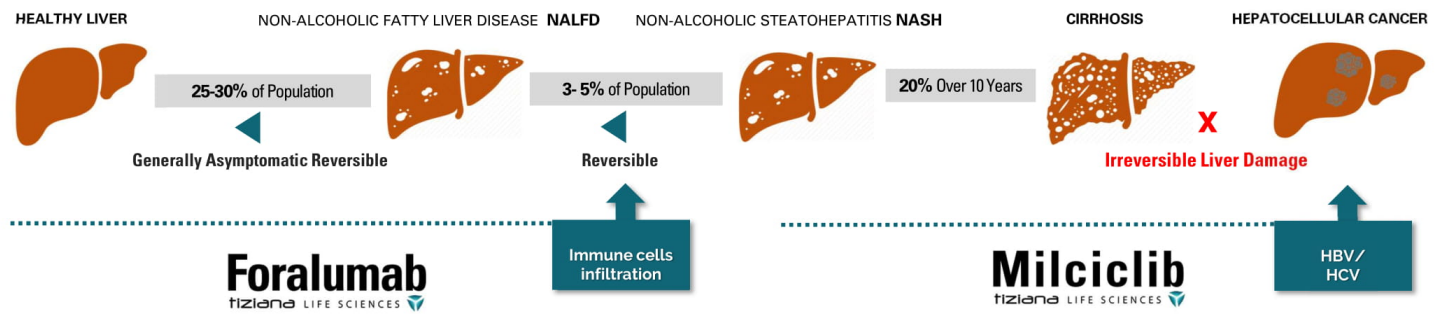 HEALTHY LIVER
NON-ALCOHOLIC FATTY LIVER DISEASE NALFD
NON-ALCOHOLIC STEATOHEPATITIS NASH
CIRRHOSIS
HEPATOCELLULAR CANCER
25-30% of Population
3- 5% of Population
20% Over 10 Years
X
Generally Asymptomatic Reversible
Reversible
Irreversible Liver Damage
Immune cells
infiltration
HBV/
HCV
Foralumab
tiziana LIFE SCIENCES
Milciclib
tiziana LIFE SCIENCES